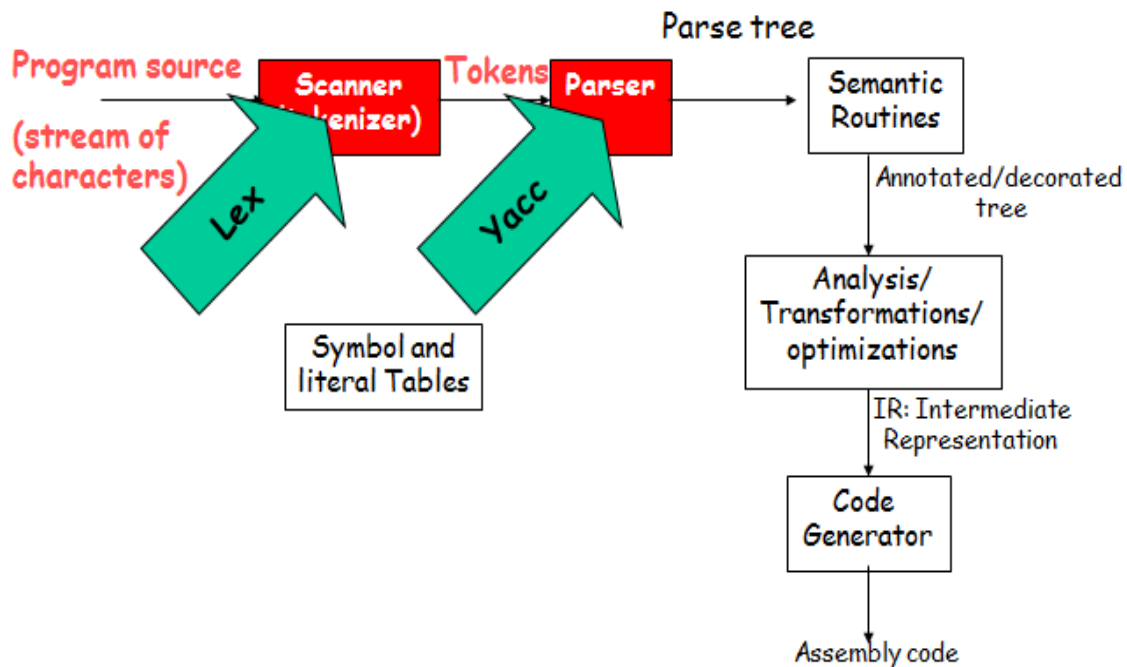 Parse tree
Program source
(stream of
characters)
Scanner
kenizer)
Tokens
Parser
Semantic
Routines
Lex
Yacc
Annotated/decorated
tree
Analysis/
Transformations/
optimizations
Symbol and
literal Tables
IR: Intermediate
Representation
Code
Generator
Assembly code